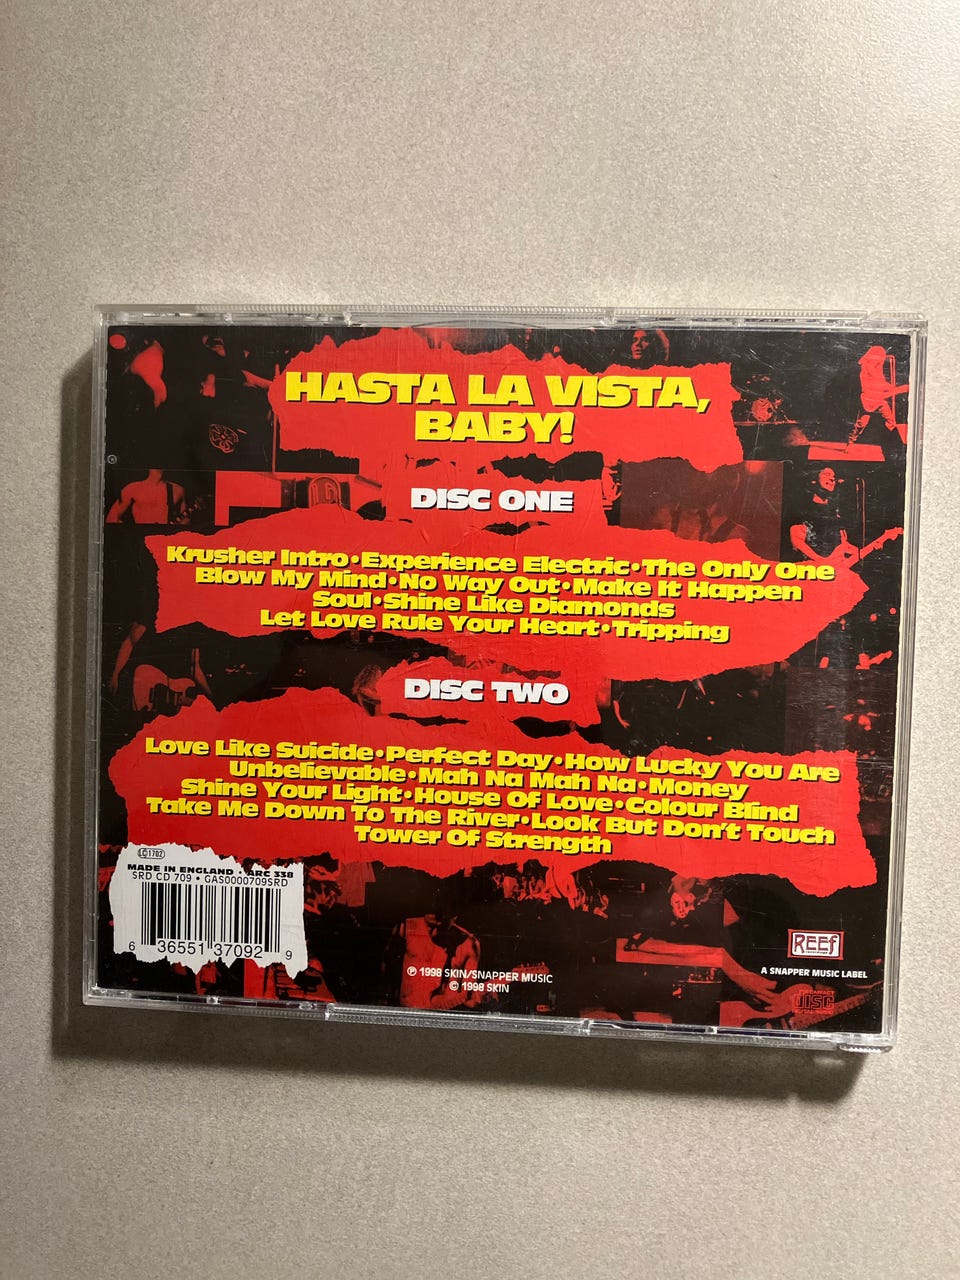 HASTA LA VISTA,
BABY!
DISC ONE
Krusher Intro • Experience Electric • The Only One
Blow My Mind • No Way Out • Make It Happen
Soul • Shine Like Diamonds
Let Love Rule Your Heart • Tripping
DISC TWO
Love Like Suicide • Perfect Day • How Lucky You Are
Unbelievable • Mah Na Mah Na • Money
Shine Your Light • House Of Love • Colour Blind
Take Me Down To The River • Look But Don't Touch
Tower Of Strength
LC 1702
MADE IN ENGLAND • ARC 338
SRD CD 709 • GAS0000709SRD
6 36551 37092 9
℗ 1998 SKIN/SNAPPER MUSIC
© 1998 SKIN
REEF
A SNAPPER MUSIC LABEL
COMPACT
disc
DIGITAL AUDIO